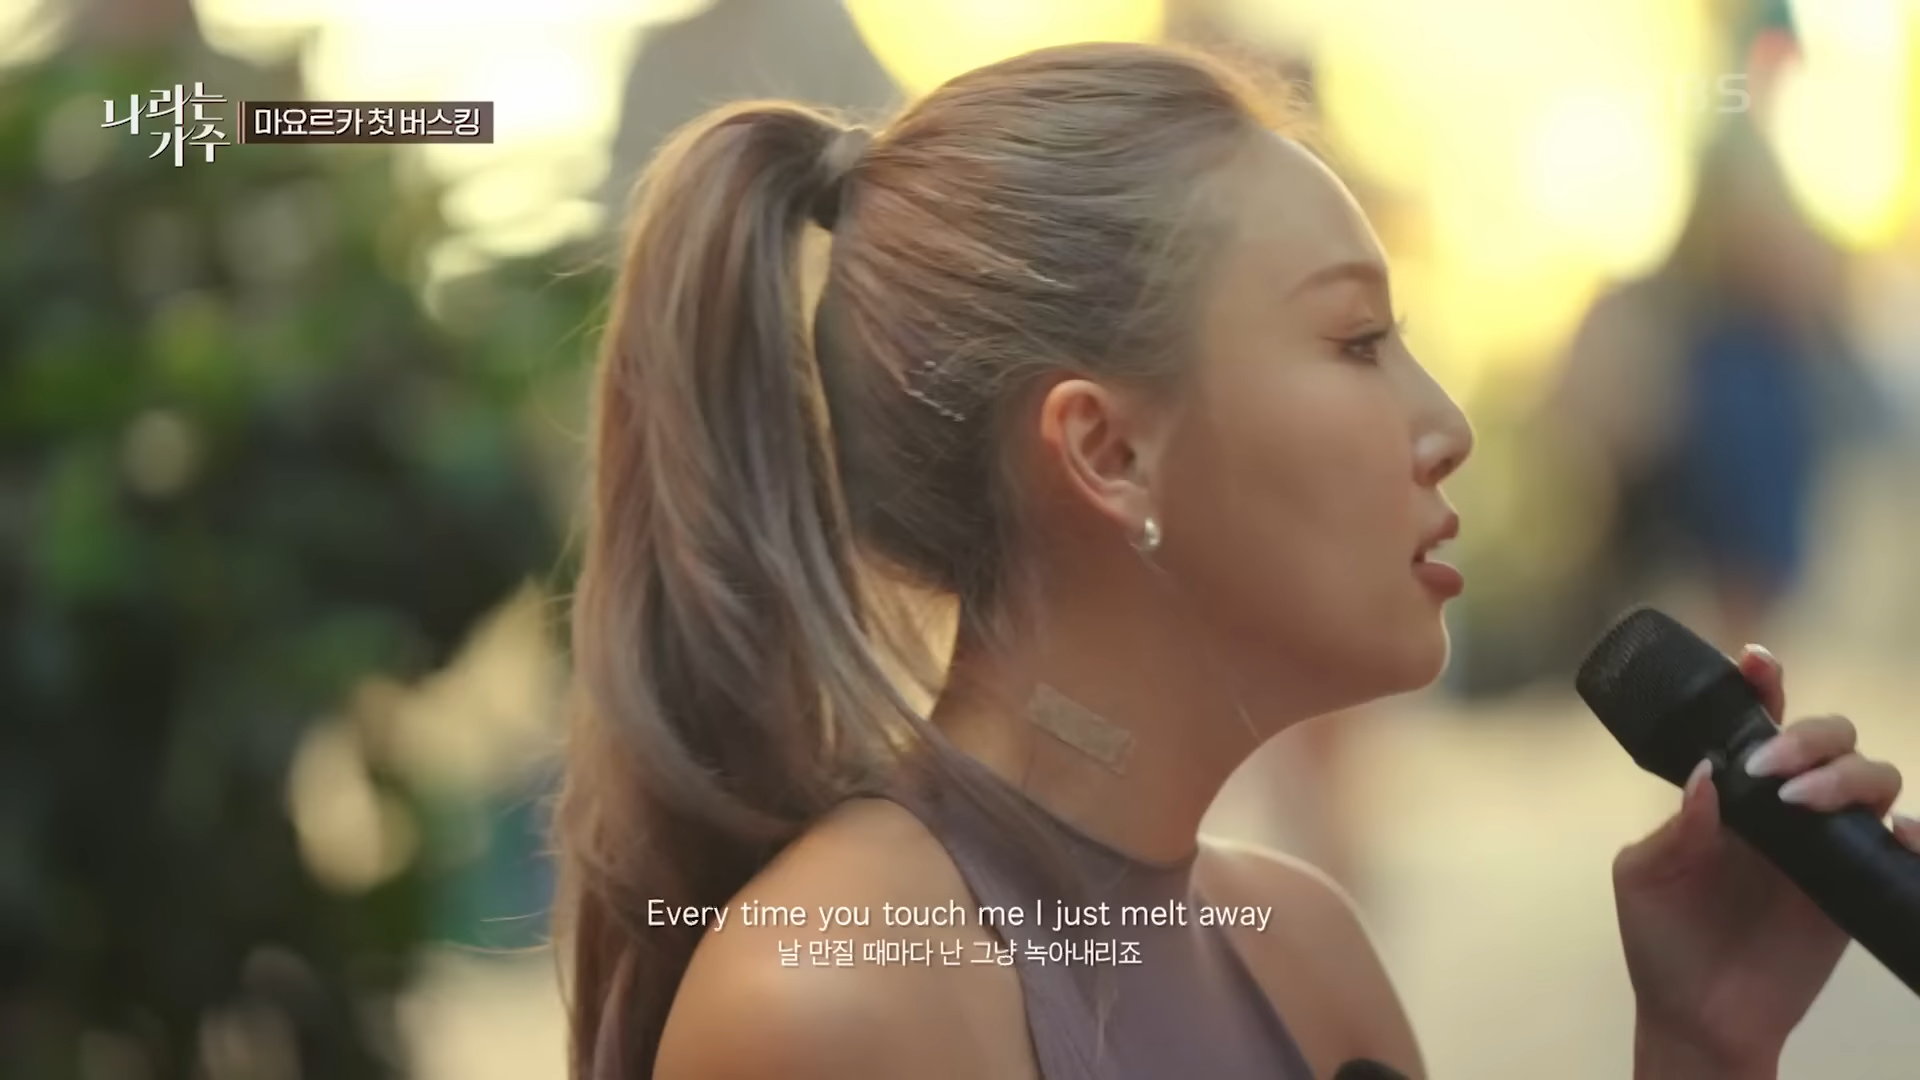 나라는
가수
마요르카 첫 버스킹
Every time you touch me I just melt away
날 만질 때마다 난 그냥 녹아내리죠